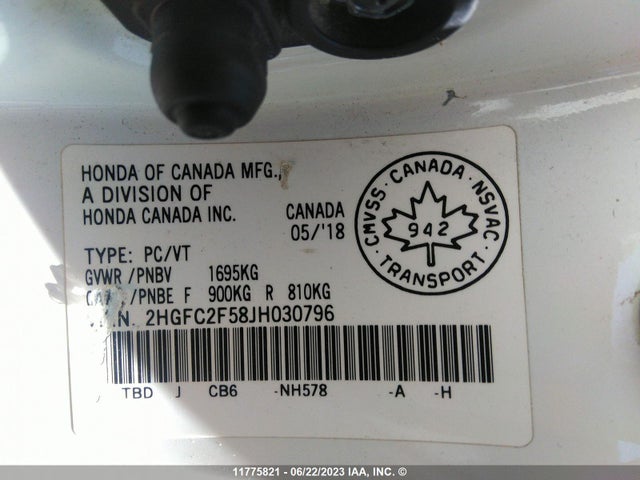 HONDA OF CANADA MFG.,
A DIVISION OF
HONDA CANADA INC.
CANADA
05/'18
CMVSS · CANADA · NSVAC
942
TRANSPORT
TYPE: PC/VT
GVWR /PNBV 1695KG
/PNBE F 900KG R 810KG
2HGFC2F58JH030796
TBD J CB6 -NH578 -A -H
11775821 - 06/22/2023 IAA, INC. ©